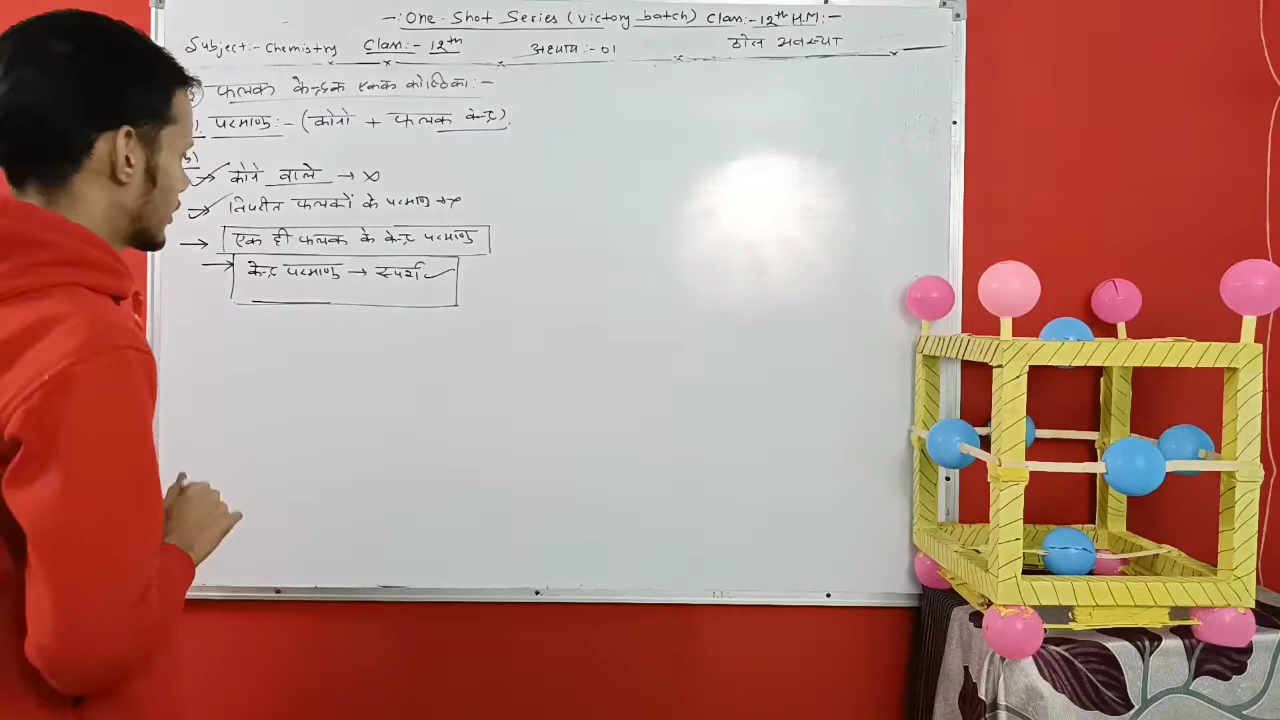 -: One-Shot Series (victory batch) Class:- 12th H.M:-
Subject:- Chemistry Class:- 12th अध्याय:- 01 ठोस अवस्था
फलक केन्द्रक एकक कोष्ठिका:-
परमाणु:- (कोनो + फलक केन्द्र)
→ कोने वाले → ×
→ विपरीत फलकों के परमाणु → ×
→ एक ही फलक के केन्द्र परमाणु
→ केन्द्र परमाणु → स्पर्श ✓